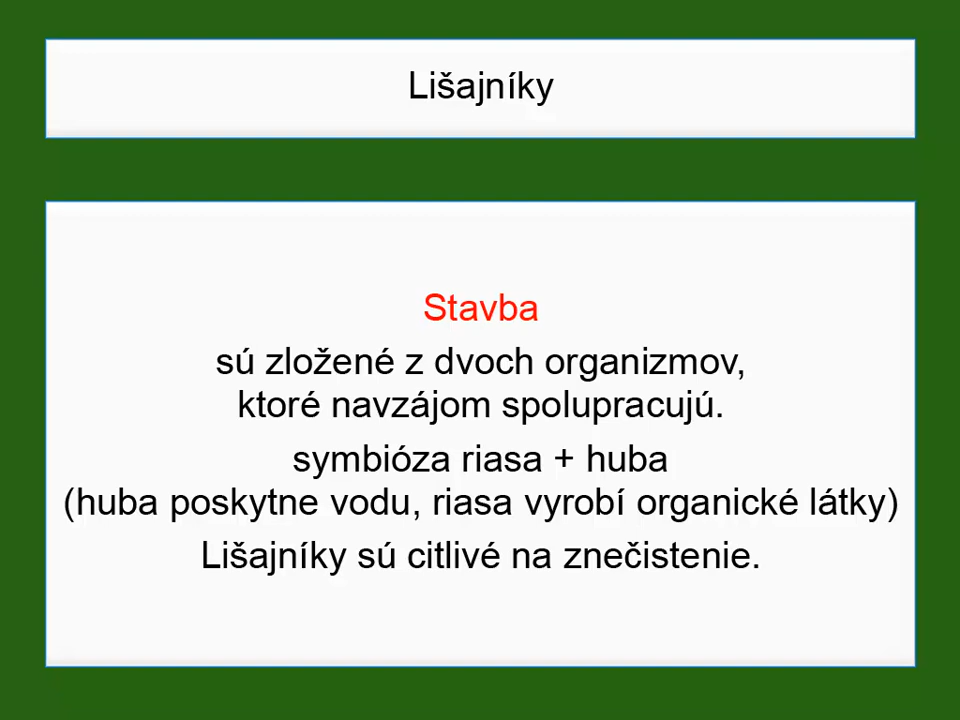 Lišajníky
Stavba
sú zložené z dvoch organizmov,
ktoré navzájom spolupracujú.
symbióza riasa + huba
(huba poskytne vodu, riasa vyrobí organické látky)
Lišajníky sú citlivé na znečistenie.